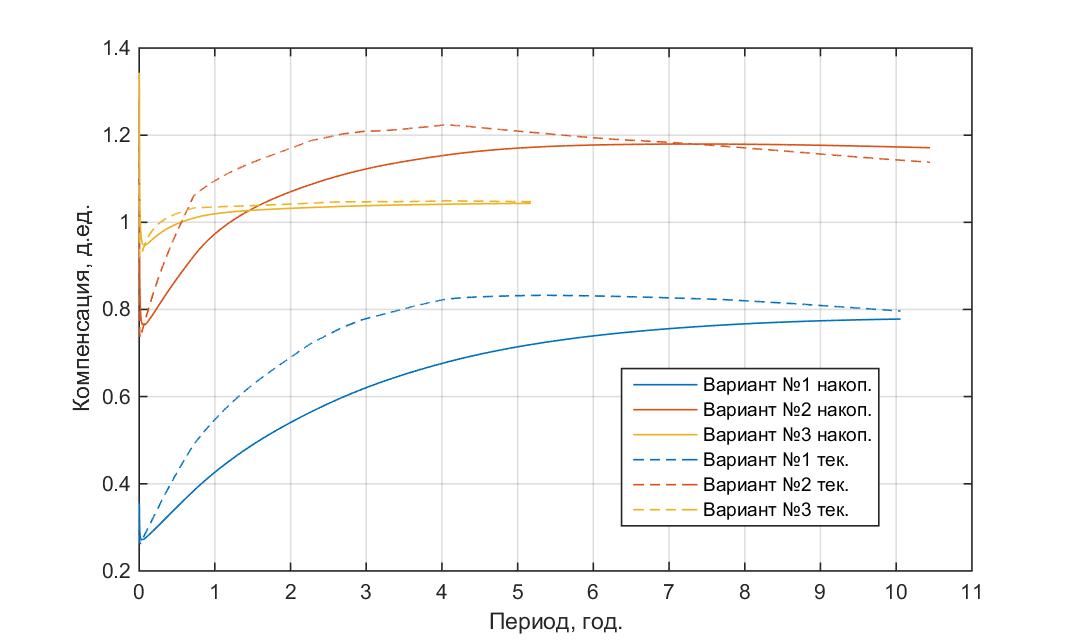 1.4
1.2
1
0.8
0.6
0.4
0.2
Компенсация, д.ед.
0 1 2 3 4 5 6 7 8 9 10 11
Период, год.
Вариант №1 накоп.
Вариант №2 накоп.
Вариант №3 накоп.
Вариант №1 тек.
Вариант №2 тек.
Вариант №3 тек.